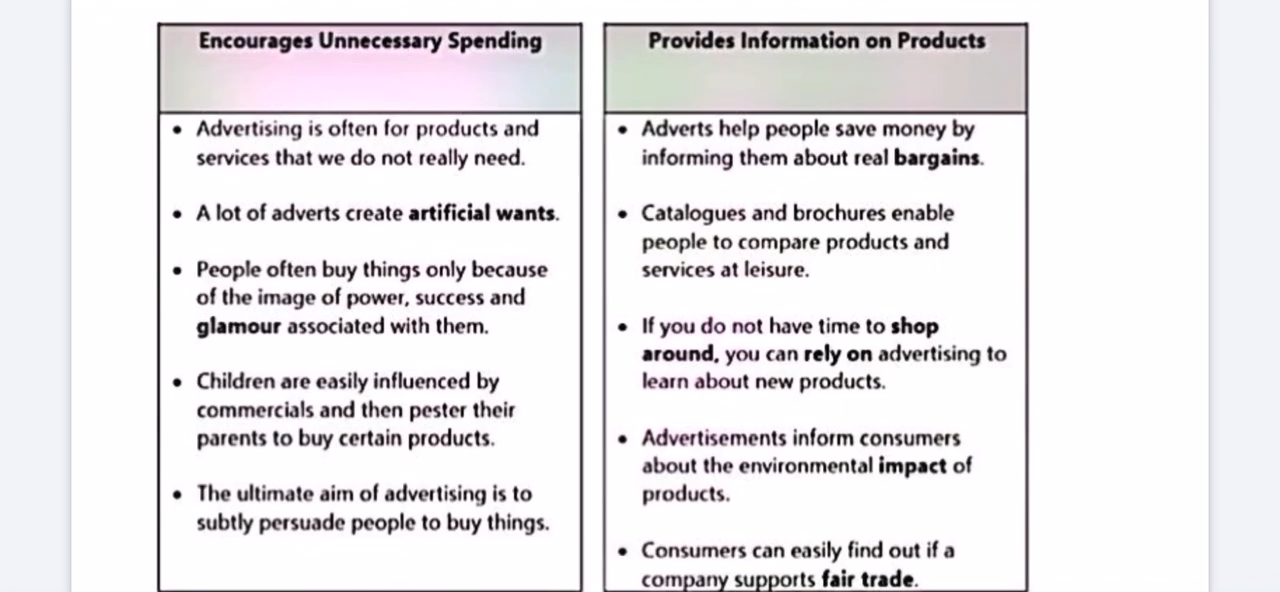 Encourages Unnecessary Spending
• Advertising is often for products and
services that we do not really need.
• A lot of adverts create artificial wants.
• People often buy things only because
of the image of power, success and
glamour associated with them.
• Children are easily influenced by
commercials and then pester their
parents to buy certain products.
• The ultimate aim of advertising is to
subtly persuade people to buy things.
Provides Information on Products
• Adverts help people save money by
informing them about real bargains.
• Catalogues and brochures enable
people to compare products and
services at leisure.
• If you do not have time to shop
around, you can rely on advertising to
learn about new products.
• Advertisements inform consumers
about the environmental impact of
products.
• Consumers can easily find out if a
company supports fair trade.